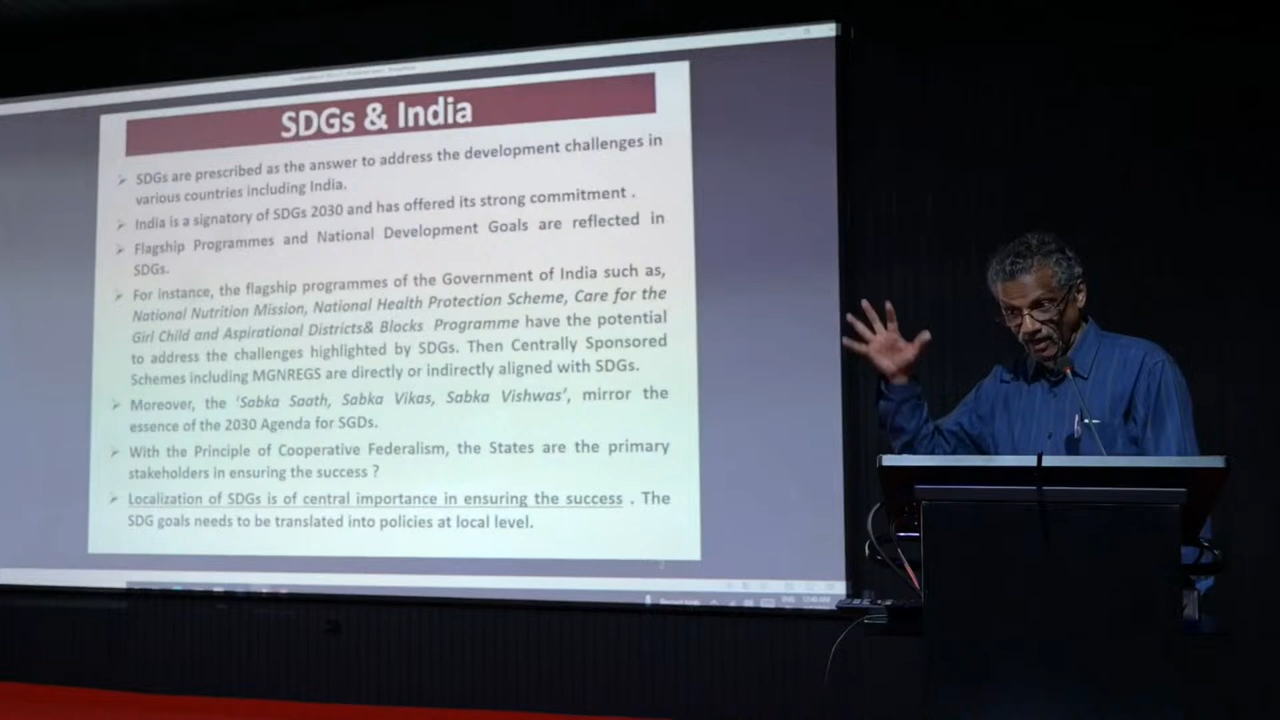 SDGs & India
➢ SDGs are prescribed as the answer to address the development challenges in
various countries including India.
➢ India is a signatory of SDGs 2030 and has offered its strong commitment .
➢ Flagship Programmes and National Development Goals are reflected in
SDGs.
➢ For instance, the flagship programmes of the Government of India such as,
National Nutrition Mission, National Health Protection Scheme, Care for the
Girl Child and Aspirational Districts& Blocks Programme have the potential
to address the challenges highlighted by SDGs. Then Centrally Sponsored
Schemes including MGNREGS are directly or indirectly aligned with SDGs.
➢ Moreover, the ‘Sabka Saath, Sabka Vikas, Sabka Vishwas’, mirror the
essence of the 2030 Agenda for SGDs.
➢ With the Principle of Cooperative Federalism, the States are the primary
stakeholders in ensuring the success ?
➢ Localization of SDGs is of central importance in ensuring the success . The
SDG goals needs to be translated into policies at local level.